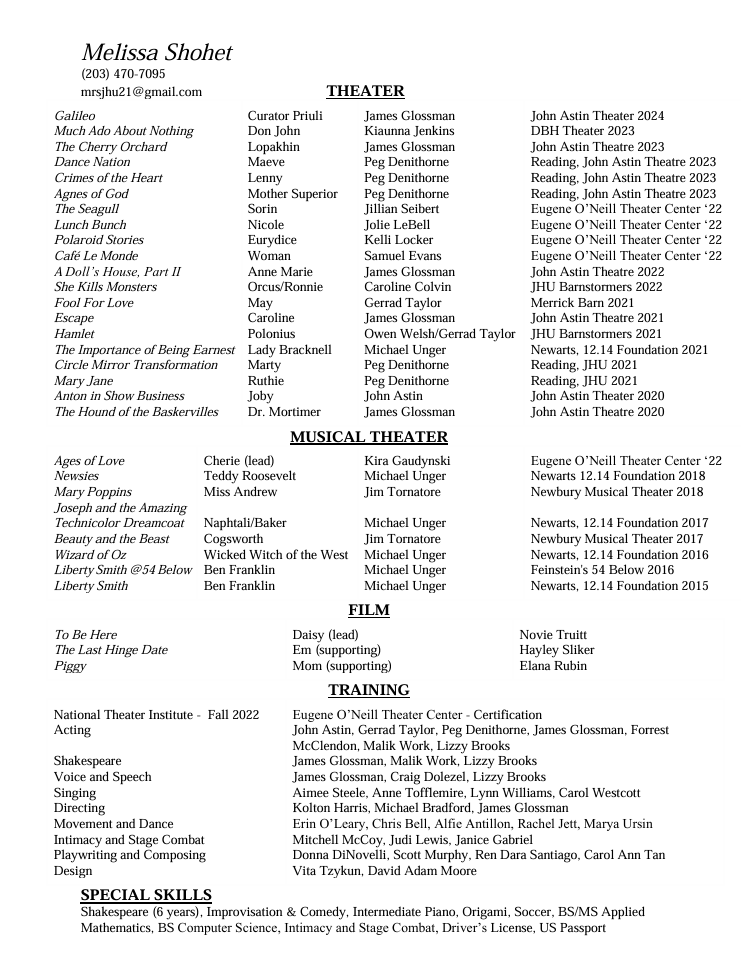 Melissa Shohet
(203) 470-7095
mrsjhu21@gmail.com
THEATER
Galileo Curator Priuli James Glossman John Astin Theater 2024
Much Ado About Nothing Don John Kiaunna Jenkins DBH Theater 2023
The Cherry Orchard Lopakhin James Glossman John Astin Theatre 2023
Dance Nation Maeve Peg Denithorne Reading, John Astin Theatre 2023
Crimes of the Heart Lenny Peg Denithorne Reading, John Astin Theatre 2023
Agnes of God Mother Superior Peg Denithorne Reading, John Astin Theatre 2023
The Seagull Sorin Jillian Seibert Eugene O’Neill Theater Center ‘22
Lunch Bunch Nicole Jolie LeBell Eugene O’Neill Theater Center ‘22
Polaroid Stories Eurydice Kelli Locker Eugene O’Neill Theater Center ‘22
Café Le Monde Woman Samuel Evans Eugene O’Neill Theater Center ‘22
A Doll’s House, Part II Anne Marie James Glossman John Astin Theatre 2022
She Kills Monsters Orcus/Ronnie Caroline Colvin JHU Barnstormers 2022
Fool For Love May Gerrad Taylor Merrick Barn 2021
Escape Caroline James Glossman John Astin Theatre 2021
Hamlet Polonius Owen Welsh/Gerrad Taylor JHU Barnstormers 2021
The Importance of Being Earnest Lady Bracknell Michael Unger Newarts, 12.14 Foundation 2021
Circle Mirror Transformation Marty Peg Denithorne Reading, JHU 2021
Mary Jane Ruthie Peg Denithorne Reading, JHU 2021
Anton in Show Business Joby John Astin John Astin Theater 2020
The Hound of the Baskervilles Dr. Mortimer James Glossman John Astin Theatre 2020
MUSICAL THEATER
Ages of Love Cherie (lead) Kira Gaudynski Eugene O’Neill Theater Center ‘22
Newsies Teddy Roosevelt Michael Unger Newarts 12.14 Foundation 2018
Mary Poppins Miss Andrew Jim Tornatore Newbury Musical Theater 2018
Joseph and the Amazing
Technicolor Dreamcoat Naphtali/Baker Michael Unger Newarts, 12.14 Foundation 2017
Beauty and the Beast Cogsworth Jim Tornatore Newbury Musical Theater 2017
Wizard of Oz Wicked Witch of the West Michael Unger Newarts, 12.14 Foundation 2016
Liberty Smith @54 Below Ben Franklin Michael Unger Feinstein's 54 Below 2016
Liberty Smith Ben Franklin Michael Unger Newarts, 12.14 Foundation 2015
FILM
To Be Here Daisy (lead) Novie Truitt
The Last Hinge Date Em (supporting) Hayley Sliker
Piggy Mom (supporting) Elana Rubin
TRAINING
National Theater Institute - Fall 2022 Eugene O’Neill Theater Center - Certification
Acting John Astin, Gerrad Taylor, Peg Denithorne, James Glossman, Forrest
McClendon, Malik Work, Lizzy Brooks
Shakespeare James Glossman, Malik Work, Lizzy Brooks
Voice and Speech James Glossman, Craig Dolezel, Lizzy Brooks
Singing Aimee Steele, Anne Tofflemire, Lynn Williams, Carol Westcott
Directing Kolton Harris, Michael Bradford, James Glossman
Movement and Dance Erin O’Leary, Chris Bell, Alfie Antillon, Rachel Jett, Marya Ursin
Intimacy and Stage Combat Mitchell McCoy, Judi Lewis, Janice Gabriel
Playwriting and Composing Donna DiNovelli, Scott Murphy, Ren Dara Santiago, Carol Ann Tan
Design Vita Tzykun, David Adam Moore
SPECIAL SKILLS
Shakespeare (6 years), Improvisation & Comedy, Intermediate Piano, Origami, Soccer, BS/MS Applied
Mathematics, BS Computer Science, Intimacy and Stage Combat, Driver’s License, US Passport